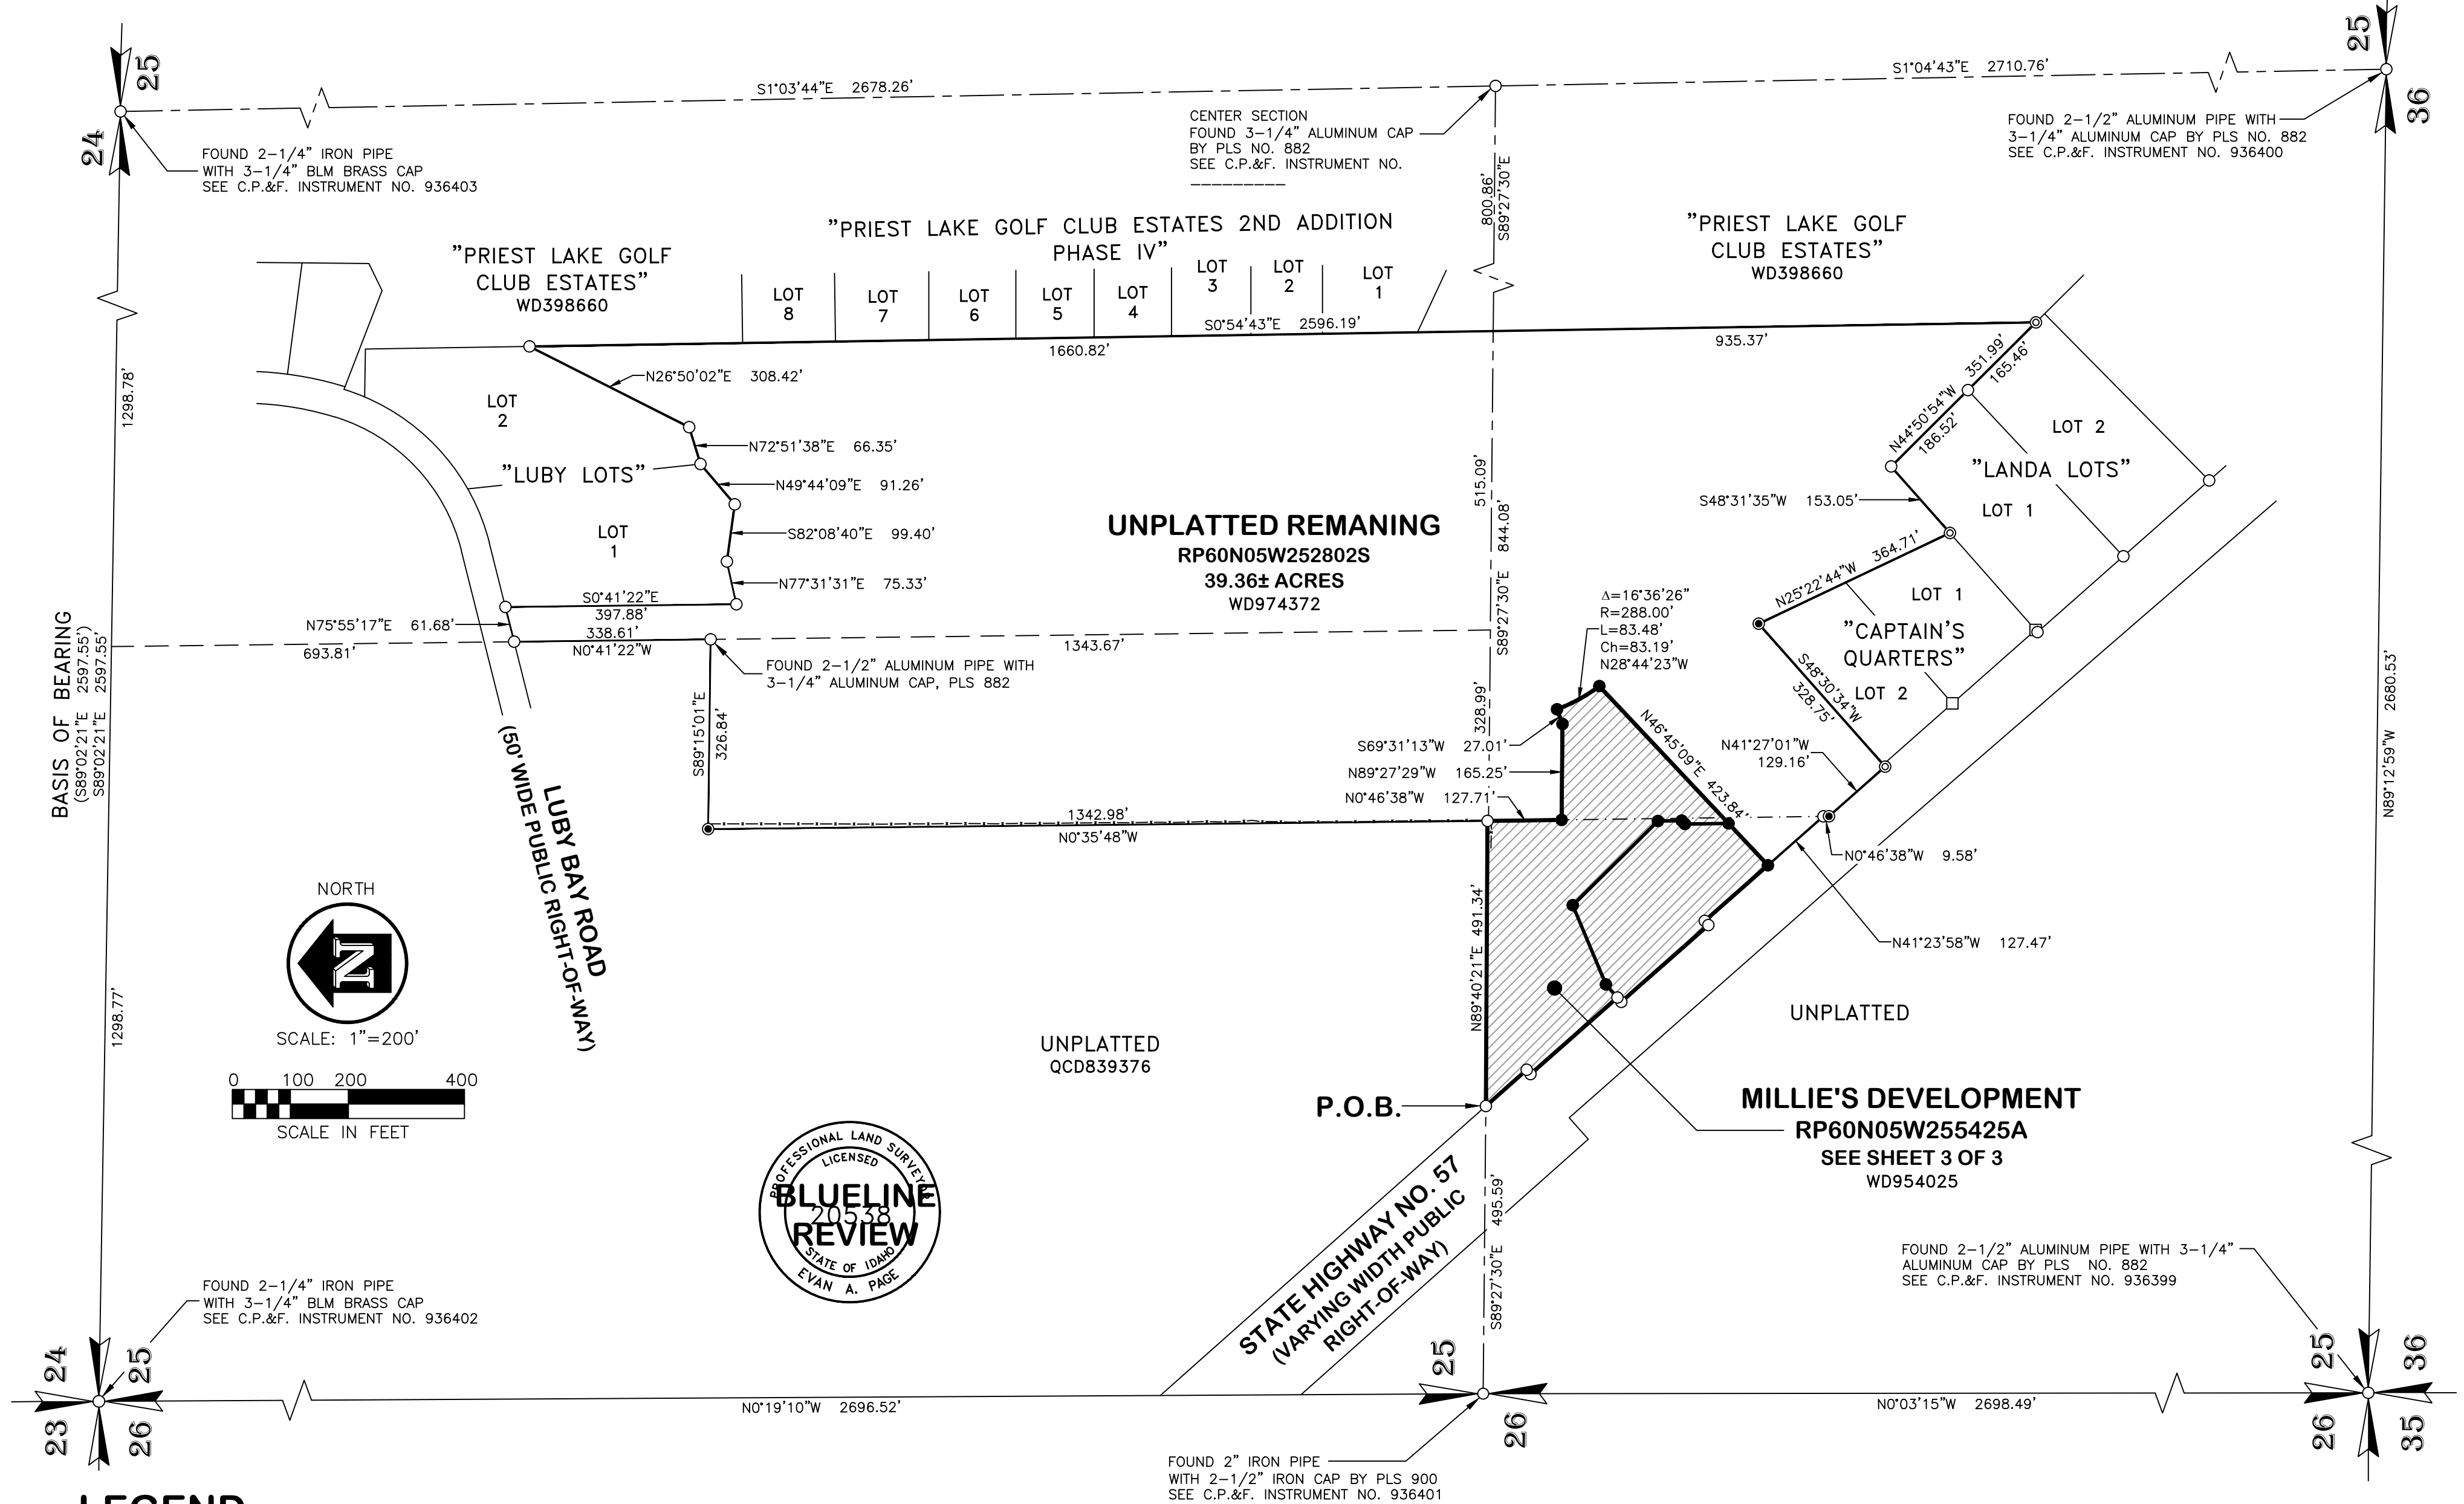 25
24
S1°03'44"E 2678.26'
FOUND 2-1/4" IRON PIPE
WITH 3-1/4" BLM BRASS CAP
SEE C.P.&F. INSTRUMENT NO. 936403
CENTER SECTION
FOUND 3-1/4" ALUMINUM CAP
BY PLS NO. 882
SEE C.P.&F. INSTRUMENT NO.
_________
S1°04'43"E 2710.76'
25
36
FOUND 2-1/2" ALUMINUM PIPE WITH
3-1/4" ALUMINUM CAP BY PLS NO. 882
SEE C.P.&F. INSTRUMENT NO. 936400
800.86'
S89°27'30"E
"PRIEST LAKE GOLF
CLUB ESTATES"
WD398660
"PRIEST LAKE GOLF CLUB ESTATES 2ND ADDITION
PHASE IV"
LOT
8
LOT
7
LOT
6
LOT
5
LOT
4
LOT
3
LOT
2
LOT
1
"PRIEST LAKE GOLF
CLUB ESTATES"
WD398660
S0°54'43"E 2596.19'
1660.82'
935.37'
1298.78'
N26°50'02"E 308.42'
LOT
2
N72°51'38"E 66.35'
"LUBY LOTS"
N49°44'09"E 91.26'
LOT
1
S82°08'40"E 99.40'
N77°31'31"E 75.33'
S0°41'22"E
397.88'
N75°55'17"E 61.68'
338.61'
N0°41'22"W
693.81'
1343.67'
FOUND 2-1/2" ALUMINUM PIPE WITH
3-1/4" ALUMINUM CAP, PLS 882
UNPLATTED REMANING
RP60N05W252802S
39.36± ACRES
WD974372
515.09'
S89°27'30"E 844.08'
328.99'
351.99'
165.46'
N44°50'54"W
186.52'
LOT 2
"LANDA LOTS"
LOT 1
S48°31'35"W 153.05'
364.71'
N25°22'44"W
LOT 1
"CAPTAIN'S
QUARTERS"
LOT 2
S48°30'34"W
328.75'
Δ=16°36'26"
R=288.00'
L=83.48'
Ch=83.19'
N28°44'23"W
S69°31'13"W 27.01'
N89°27'29"W 165.25'
N0°46'38"W 127.71'
N46°45'09"E 423.84'
N41°27'01"W
129.16'
N0°46'38"W 9.58'
N41°23'58"W 127.47'
BASIS OF BEARING
(S89°02'21"E 2597.55')
S89°02'21"E 2597.55'
N89°12'59"W 2680.53'
S89°15'01"E
326.84'
1342.98'
N0°35'48"W
LUBY BAY ROAD
(50' WIDE PUBLIC RIGHT-OF-WAY)
N89°40'21"E 491.34'
NORTH
N
SCALE: 1"=200'
0 100 200 400
SCALE IN FEET
1298.77'
UNPLATTED
QCD839376
UNPLATTED
P.O.B.
MILLIE'S DEVELOPMENT
RP60N05W255425A
SEE SHEET 3 OF 3
WD954025
PROFESSIONAL LAND SURVEYOR
LICENSED
BLUELINE
20538
REVIEW
STATE OF IDAHO
EVAN A. PAGE
STATE HIGHWAY NO. 57
(VARYING WIDTH PUBLIC
RIGHT-OF-WAY)
S89°27'30"E 495.59'
FOUND 2-1/2" ALUMINUM PIPE WITH 3-1/4"
ALUMINUM CAP BY PLS NO. 882
SEE C.P.&F. INSTRUMENT NO. 936399
FOUND 2-1/4" IRON PIPE
WITH 3-1/4" BLM BRASS CAP
SEE C.P.&F. INSTRUMENT NO. 936402
24
25
23
26
N0°19'10"W 2696.52'
25
26
N0°03'15"W 2698.49'
25
36
26
35
FOUND 2" IRON PIPE
WITH 2-1/2" IRON CAP BY PLS 900
SEE C.P.&F. INSTRUMENT NO. 936401
LEGEND